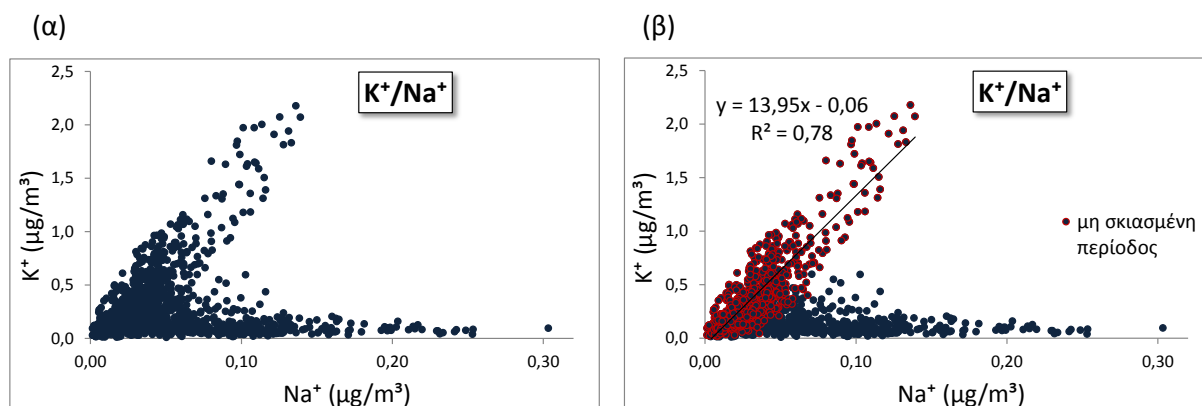 (α)
K⁺/Na⁺
2,5
2,0
1,5
1,0
0,5
0,0
K⁺ (μg/m³)
0,00
0,10
0,20
0,30
Na⁺ (μg/m³)
(β)
K⁺/Na⁺
y = 13,95x - 0,06
R² = 0,78
2,5
2,0
1,5
1,0
0,5
0,0
K⁺ (μg/m³)
μη σκιασμένη
περίοδος
0,00
0,10
0,20
0,30
Na⁺ (μg/m³)